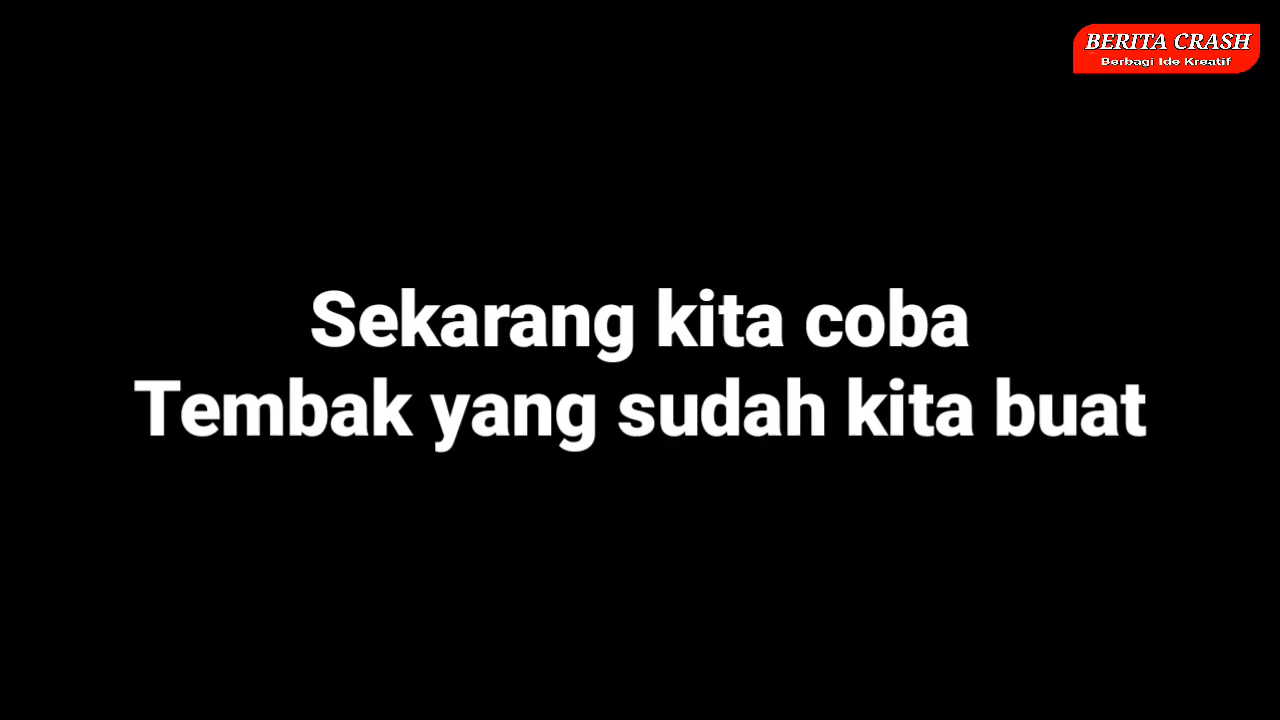 BERITA CRASH
Berbagi Ide Kreatif
Sekarang kita coba
Tembak yang sudah kita buat